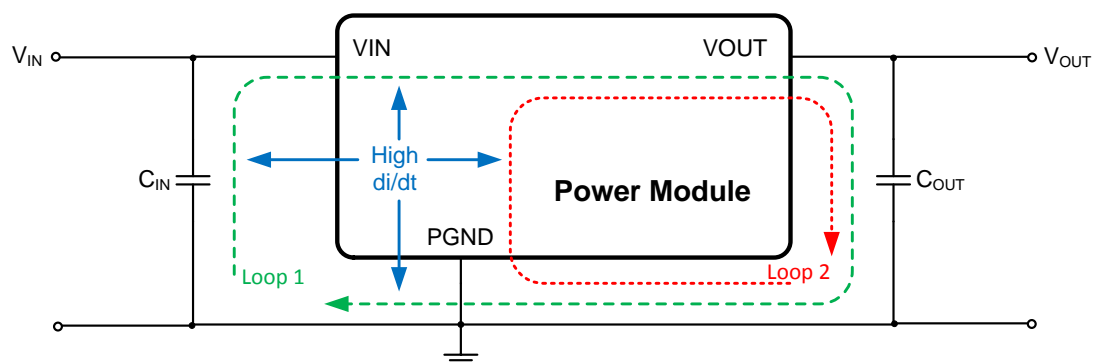 VIN
VIN
VOUT
VOUT
High
di/dt
CIN
Power Module
COUT
PGND
Loop 1
Loop 2